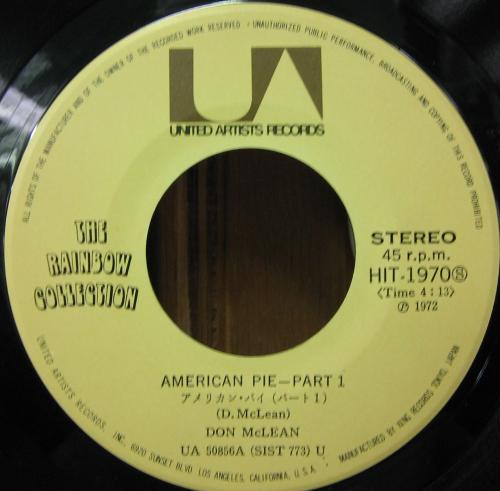 ALL RIGHTS OF THE MANUFACTURER AND OF THE OWNER OF THE RECORDED WORK RESERVED • UNAUTHORIZED PUBLIC PERFORMANCE, BROADCASTING AND COPYING OF THIS RECORD PROHIBITED
UA
UNITED ARTISTS RECORDS
THE
RAINBOW
COLLECTION
STEREO
45 r.p.m.
HIT-1970Ⓢ
〈Time 4:13〉
Ⓟ 1972
AMERICAN PIE—PART 1
アメリカン・パイ (パート1)
(D. McLean)
DON McLEAN
UA 50856A (SIST 773) U
UNITED ARTISTS RECORDS, INC. 6920 SUNSET BLVD. LOS ANGELES, CALIFORNIA, U.S.A.
MANUFACTURED BY KING RECORDS TOKYO, JAPAN